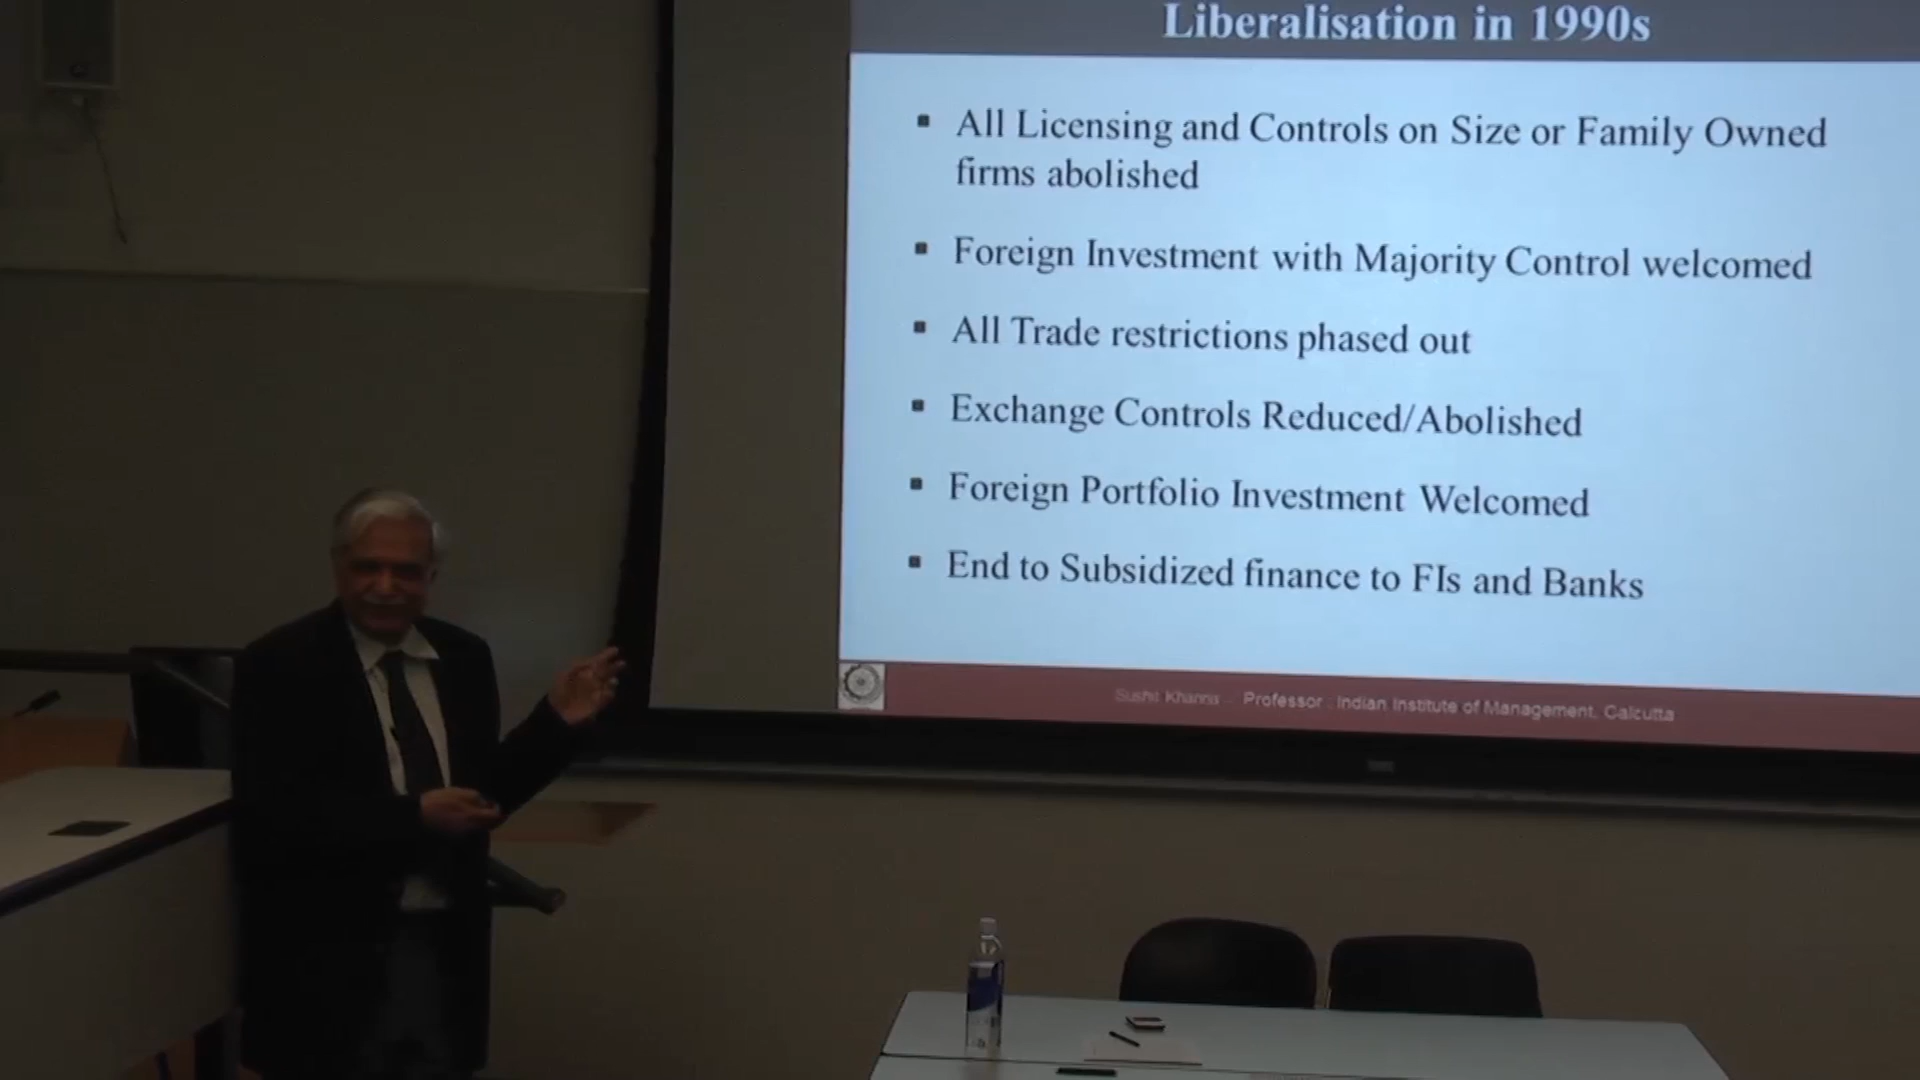 Liberalisation in 1990s
All Licensing and Controls on Size or Family Owned
firms abolished
Foreign Investment with Majority Control welcomed
All Trade restrictions phased out
Exchange Controls Reduced/Abolished
Foreign Portfolio Investment Welcomed
End to Subsidized finance to FIs and Banks
Sushil Khanna - Professor : Indian Institute of Management, Calcutta